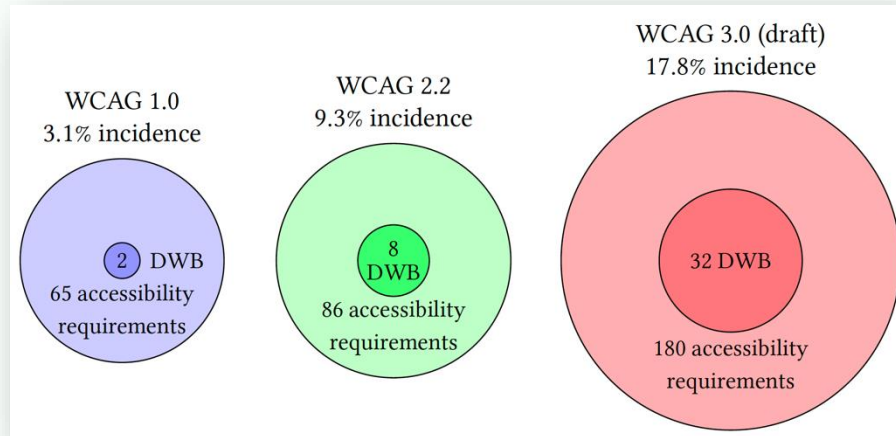 WCAG 1.0
3.1% incidence
2 DWB
65 accessibility
requirements
WCAG 2.2
9.3% incidence
8
DWB
86 accessibility
requirements
WCAG 3.0 (draft)
17.8% incidence
32 DWB
180 accessibility
requirements